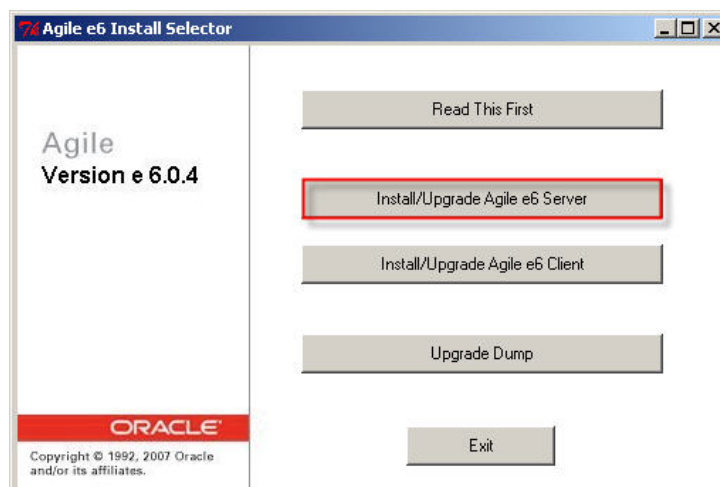 Agile e6 Install Selector
Agile
Version e 6.0.4
Read This First
Install/Upgrade Agile e6 Server
Install/Upgrade Agile e6 Client
Upgrade Dump
Exit
ORACLE
Copyright © 1992, 2007 Oracle
and/or its affiliates.